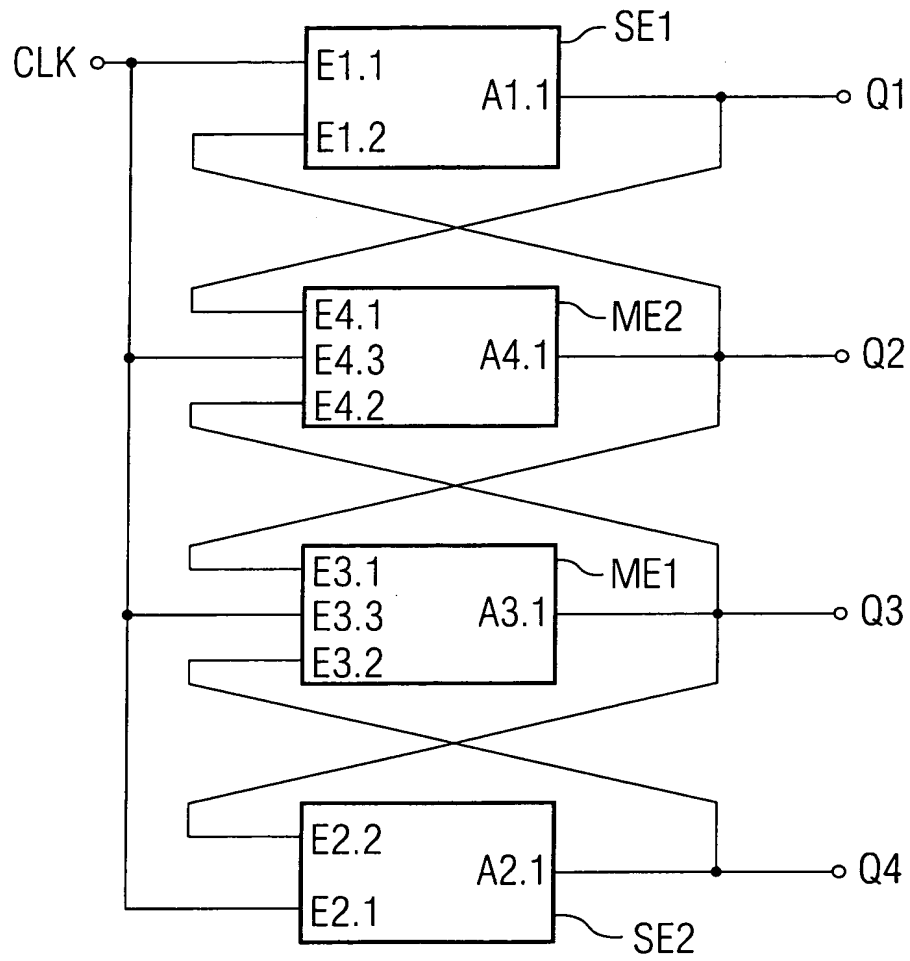 SE1
CLK
E1.1
A1.1
Q1
E1.2
E4.1
ME2
E4.3
A4.1
Q2
E4.2
E3.1
ME1
E3.3
A3.1
Q3
E3.2
E2.2
A2.1
Q4
E2.1
SE2